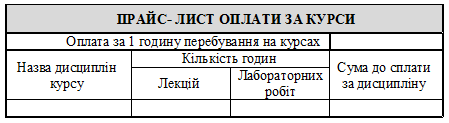 ПРАЙС- ЛИСТ ОПЛАТИ ЗА КУРСИ
Оплата за 1 годину перебування на курсах
Назва дисциплін
курсу
Кількість годин
Лекцій
Лабораторних
робіт
Сума до сплати
за дисципліну